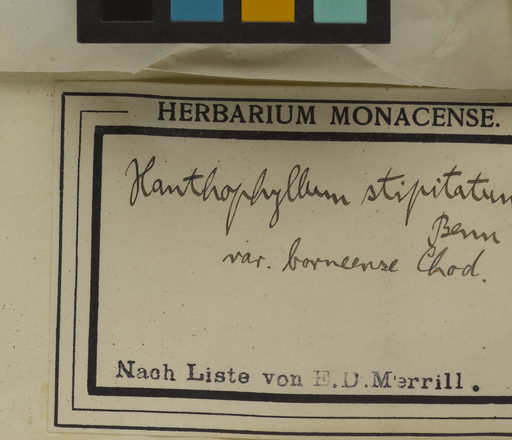 HERBARIUM MONACENSE.
Xanthophyllum stipitatum
Benn
var. borneense Chod.
Nach Liste von E.D.Merrill.